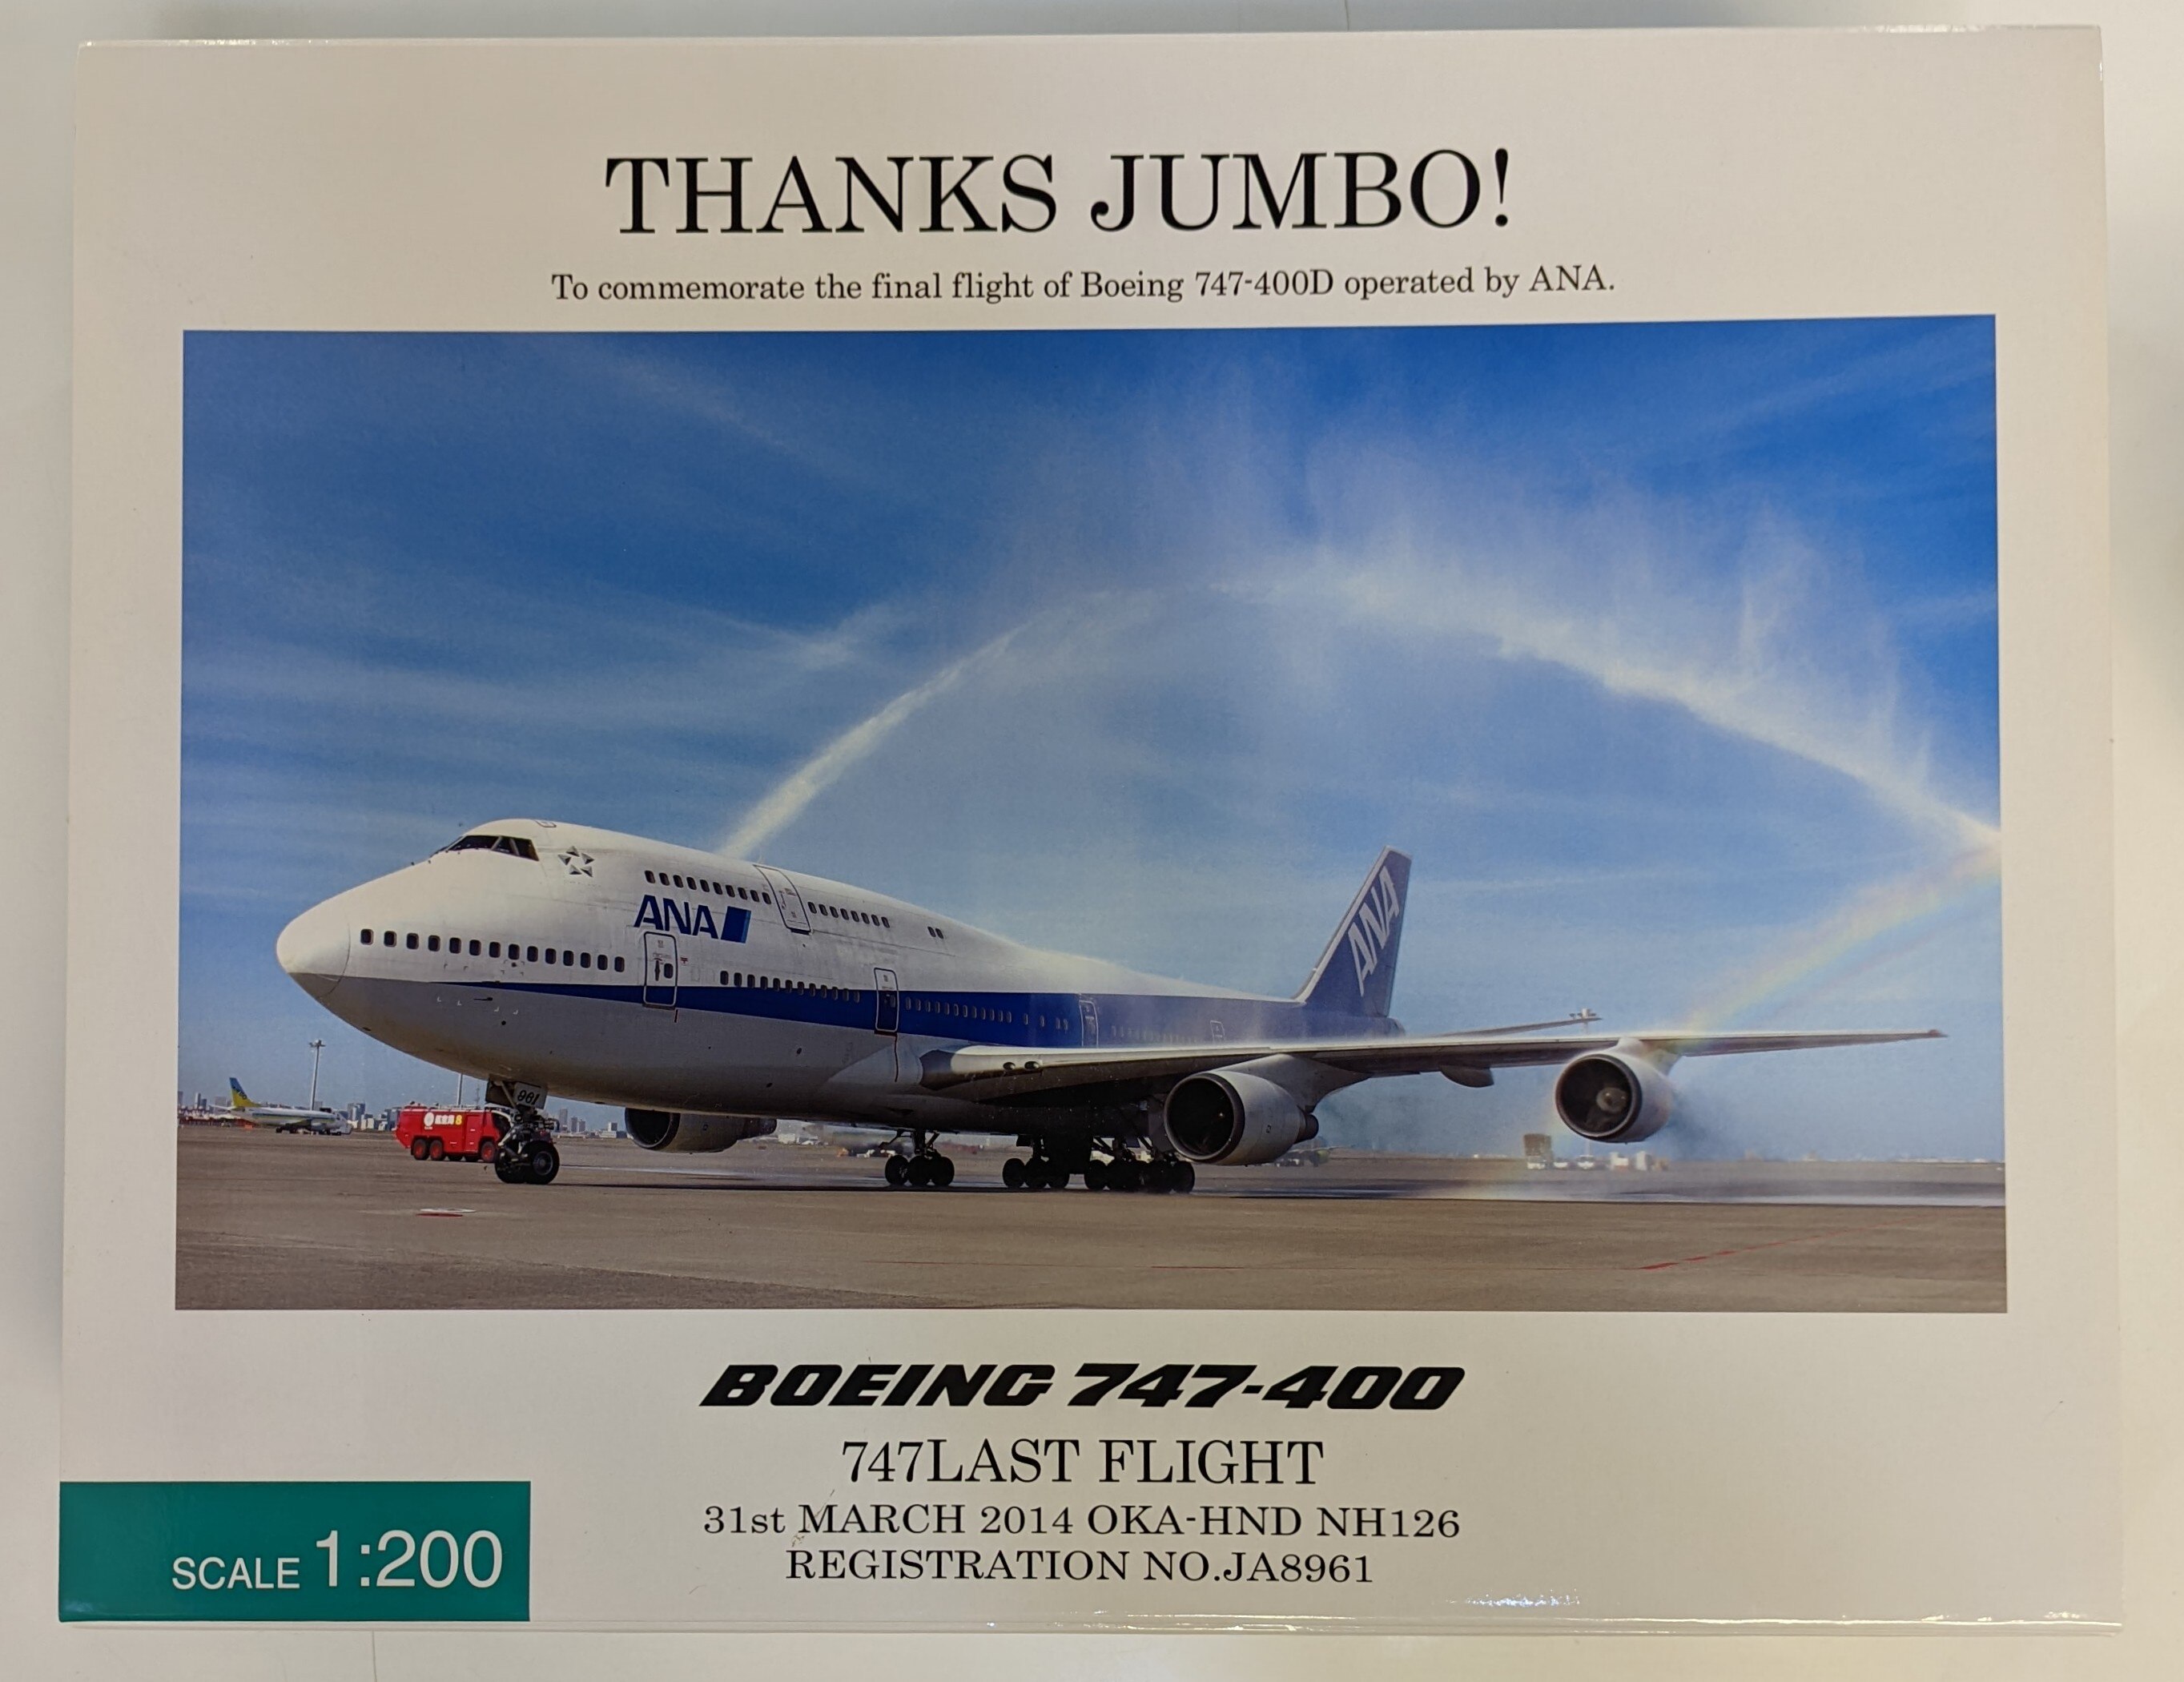 THANKS JUMBO!
To commemorate the final flight of Boeing 747-400D operated by ANA.
ANA
ANA
961
BOEING 747-400
747LAST FLIGHT
31st MARCH 2014 OKA-HND NH126
REGISTRATION NO.JA8961
SCALE 1:200